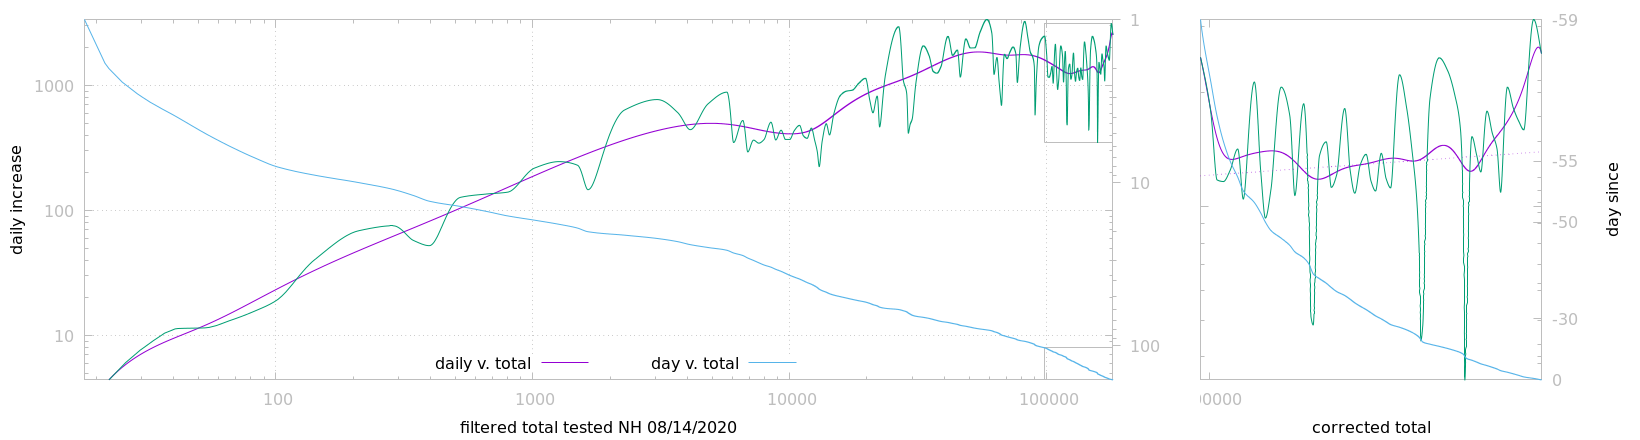 1000
100
10
daily increase
100
1000
10000
100000
1
10
100
daily v. total
day v. total
filtered total tested NH 08/14/2020
-59
-55
-50
-30
0
day since
00000
corrected total